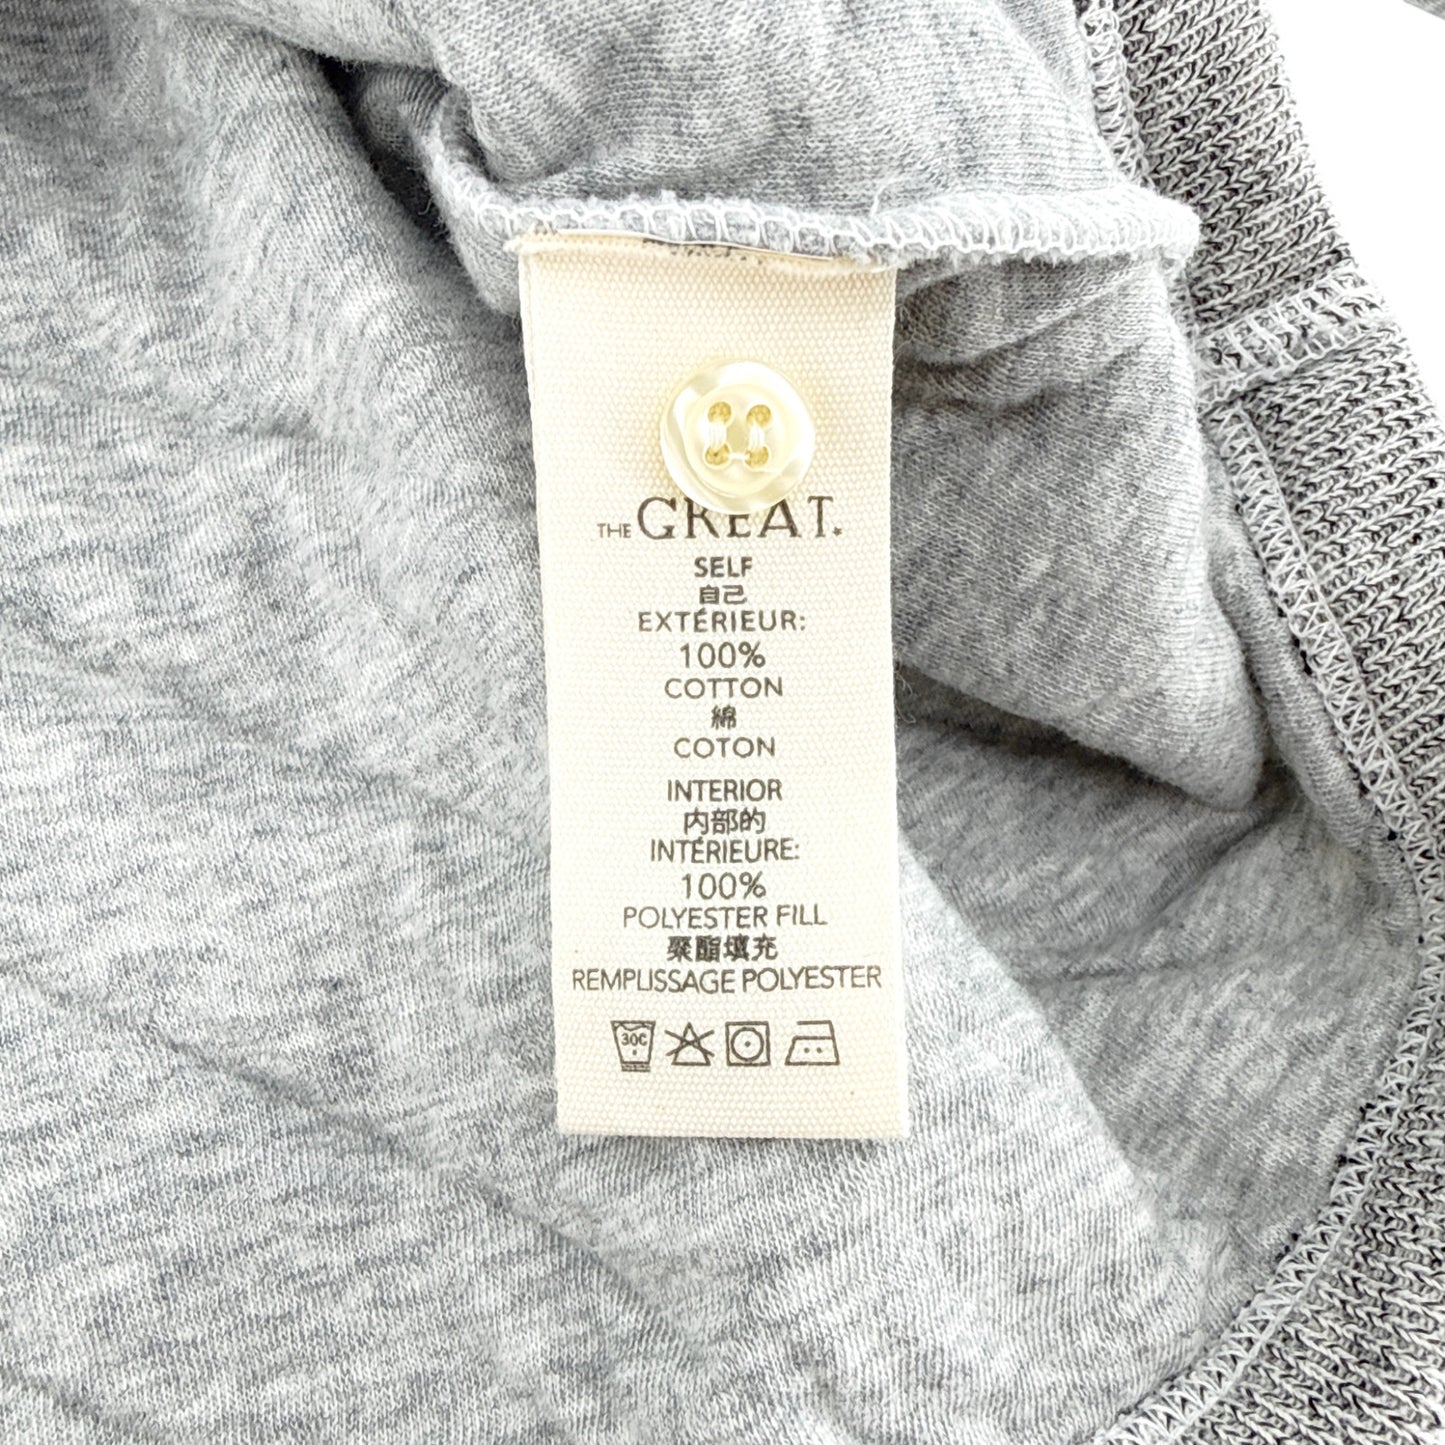 THE GREAT.
SELF
自己
EXTÉRIEUR:
100%
COTTON
綿
COTON
INTERIOR
内部的
INTÉRIEURE:
100%
POLYESTER FILL
聚酯填充
REMPLISSAGE POLYESTER
30C